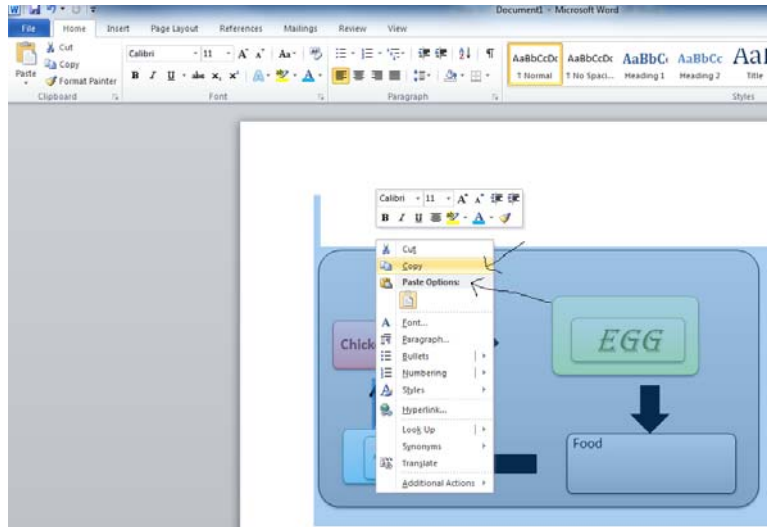 Document1 - Microsoft Word
File Home Insert Page Layout References Mailings Review View
Cut
Copy
Format Painter
Paste
Clipboard
Calibri 11
B I U abc
Font
Paragraph
AaBbCcDc AaBbCcDc AaBbC AaBbCc
¶ Normal ¶ No Spaci... Heading 1 Heading 2 Title
Styles
Calibri 11
B I U
Cut
Copy
Paste Options:
Font...
Paragraph...
Bullets
Numbering
Styles
Hyperlink...
Look Up
Synonyms
Translate
Additional Actions
EGG
Food